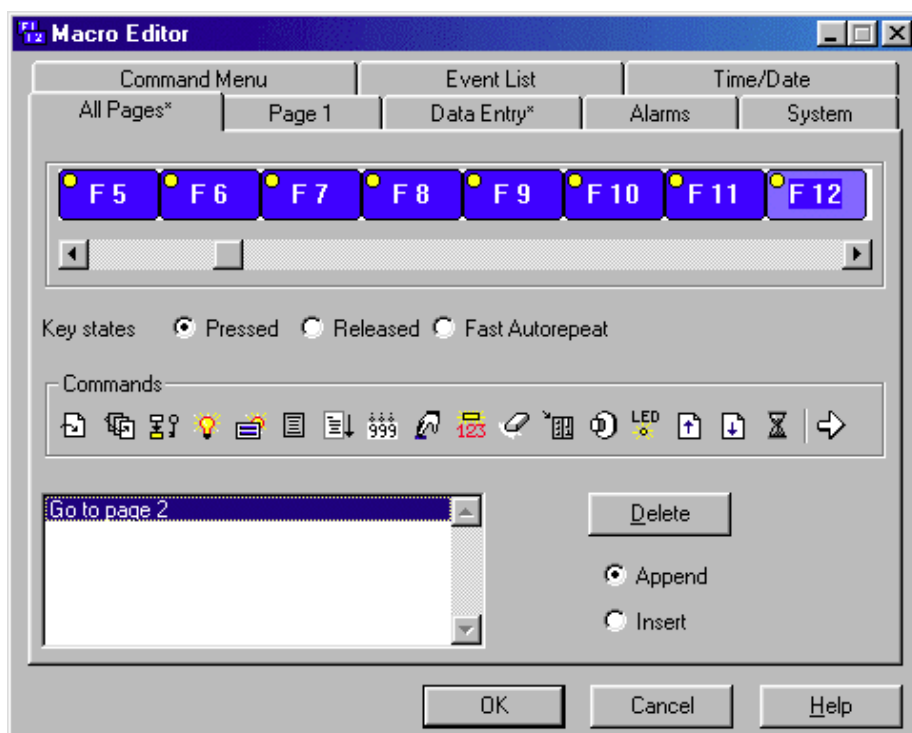 F1 12 Macro Editor
Command Menu Event List Time/Date
All Pages* Page 1 Data Entry* Alarms System
F 5 F 6 F 7 F 8 F 9 F 10 F 11 F 12
Key states Pressed Released Fast Autorepeat
Commands
999 123 LED
Go to page 2
Delete
Append
Insert
OK Cancel Help